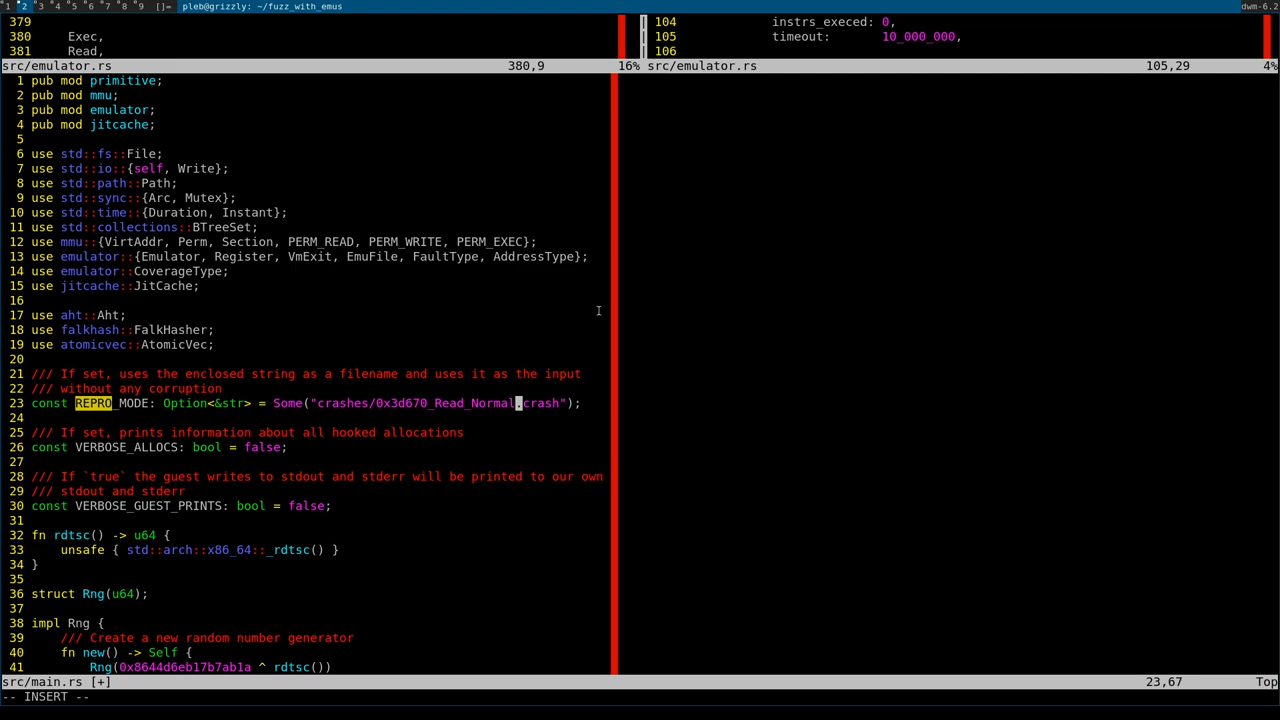 1 2 3 4 5 6 7 8 9 []= pleb@grizzly: ~/fuzz_with_emus dwm-6.2
379
380     Exec,
381     Read,
src/emulator.rs 380,9 16%
104 instrs_execed: 0,
105 timeout:       10_000_000,
106
src/emulator.rs 105,29 4%
1 pub mod primitive;
2 pub mod mmu;
3 pub mod emulator;
4 pub mod jitcache;
5
6 use std::fs::File;
7 use std::io::{self, Write};
8 use std::path::Path;
9 use std::sync::{Arc, Mutex};
10 use std::time::{Duration, Instant};
11 use std::collections::BTreeSet;
12 use mmu::{VirtAddr, Perm, Section, PERM_READ, PERM_WRITE, PERM_EXEC};
13 use emulator::{Emulator, Register, VmExit, EmuFile, FaultType, AddressType};
14 use emulator::CoverageType;
15 use jitcache::JitCache;
16
17 use aht::Aht;
18 use falkhash::FalkHasher;
19 use atomicvec::AtomicVec;
20
21 /// If set, uses the enclosed string as a filename and uses it as the input
22 /// without any corruption
23 const REPRO_MODE: Option<&str> = Some("crashes/0x3d670_Read_Normal.crash");
24
25 /// If set, prints information about all hooked allocations
26 const VERBOSE_ALLOCS: bool = false;
27
28 /// If `true` the guest writes to stdout and stderr will be printed to our own
29 /// stdout and stderr
30 const VERBOSE_GUEST_PRINTS: bool = false;
31
32 fn rdtsc() -> u64 {
33     unsafe { std::arch::x86_64::_rdtsc() }
34 }
35
36 struct Rng(u64);
37
38 impl Rng {
39     /// Create a new random number generator
40     fn new() -> Self {
41         Rng(0x8644d6eb17b7ab1a ^ rdtsc())
src/main.rs [+] 23,67 Top
-- INSERT --